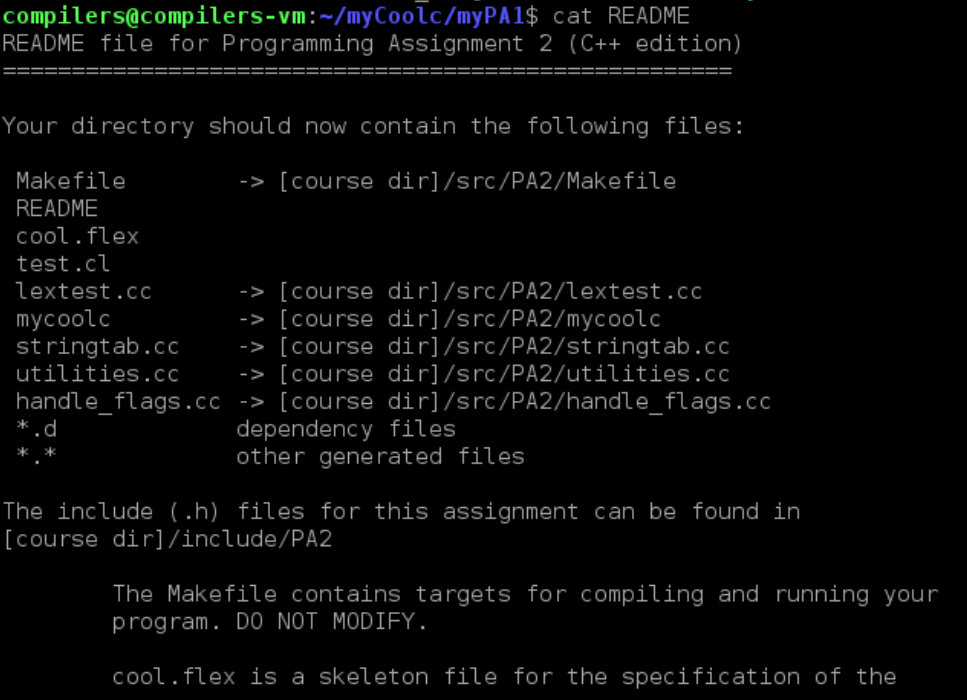 compilers@compilers-vm:~/myCoolc/myPA1$ cat README
README file for Programming Assignment 2 (C++ edition)
=====================================================
Your directory should now contain the following files:
Makefile -> [course dir]/src/PA2/Makefile
README
cool.flex
test.cl
lextest.cc -> [course dir]/src/PA2/lextest.cc
mycoolc -> [course dir]/src/PA2/mycoolc
stringtab.cc -> [course dir]/src/PA2/stringtab.cc
utilities.cc -> [course dir]/src/PA2/utilities.cc
handle_flags.cc -> [course dir]/src/PA2/handle_flags.cc
*.d dependency files
*.* other generated files
The include (.h) files for this assignment can be found in
[course dir]/include/PA2
The Makefile contains targets for compiling and running your
program. DO NOT MODIFY.
cool.flex is a skeleton file for the specification of the